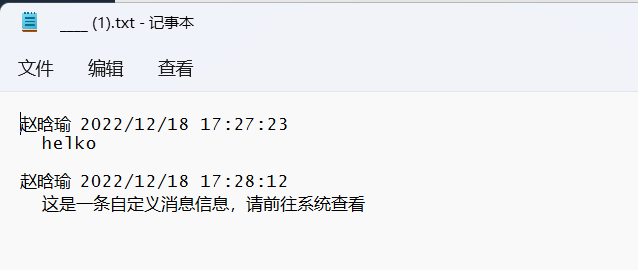 ____ (1).txt - 记事本
文件 编辑 查看
赵晗瑜 2022/12/18 17:27:23
helko
赵晗瑜 2022/12/18 17:28:12
这是一条自定义消息信息，请前往系统查看